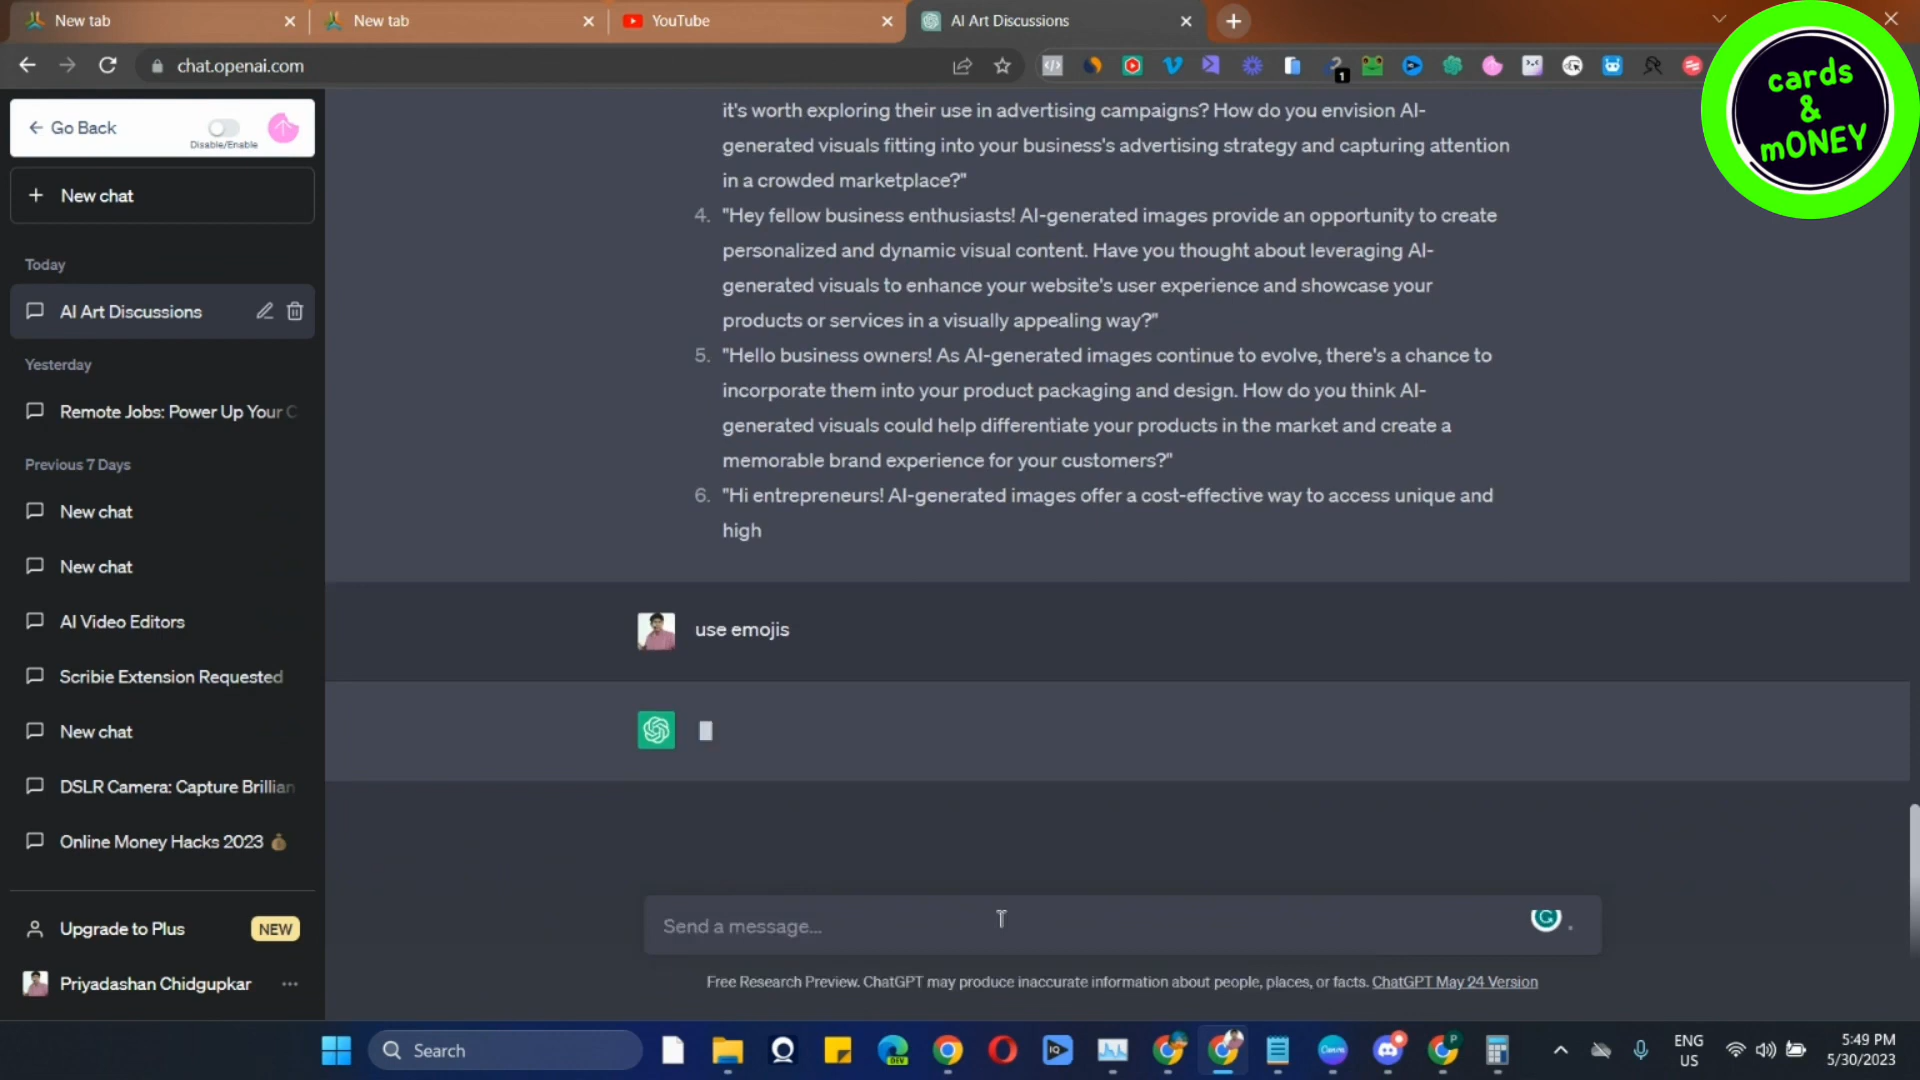 New tab
New tab
YouTube
AI Art Discussions
chat.openai.com
cards
&
mONEY
Go Back
Disable/Enable
New chat
Today
AI Art Discussions
Yesterday
Remote Jobs: Power Up Your C
Previous 7 Days
New chat
New chat
AI Video Editors
Scribie Extension Requested
New chat
DSLR Camera: Capture Brillian
Online Money Hacks 2023
Upgrade to Plus
NEW
Priyadashan Chidgupkar
it's worth exploring their use in advertising campaigns? How do you envision AI-
generated visuals fitting into your business's advertising strategy and capturing attention
in a crowded marketplace?"
4. "Hey fellow business enthusiasts! AI-generated images provide an opportunity to create
personalized and dynamic visual content. Have you thought about leveraging AI-
generated visuals to enhance your website's user experience and showcase your
products or services in a visually appealing way?"
5. "Hello business owners! As AI-generated images continue to evolve, there's a chance to
incorporate them into your product packaging and design. How do you think AI-
generated visuals could help differentiate your products in the market and create a
memorable brand experience for your customers?"
6. "Hi entrepreneurs! AI-generated images offer a cost-effective way to access unique and
high
use emojis
Send a message...
Free Research Preview. ChatGPT may produce inaccurate information about people, places, or facts. ChatGPT May 24 Version
Search
DEV
IQ
Canva
ENG
US
5:49 PM
5/30/2023